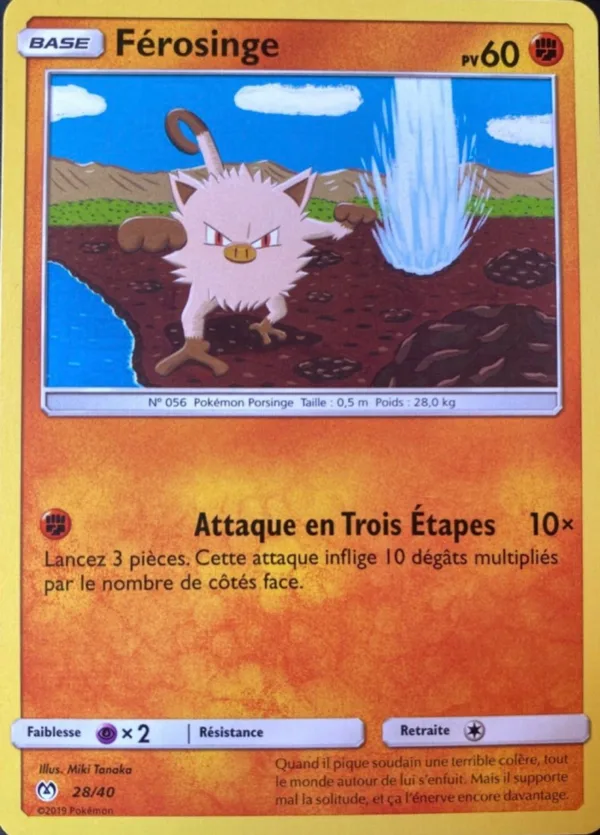 BASE Férosinge PV60
N° 056 Pokémon Porsinge Taille : 0,5 m Poids : 28,0 kg
Attaque en Trois Étapes 10×
Lancez 3 pièces. Cette attaque inflige 10 dégâts multipliés
par le nombre de côtés face.
Faiblesse ×2 Résistance Retraite
Illus. Miki Tanaka
28/40
©2019 Pokémon
Quand il pique soudain une terrible colère, tout
le monde autour de lui s'enfuit. Mais il supporte
mal la solitude, et ça l'énerve encore davantage.